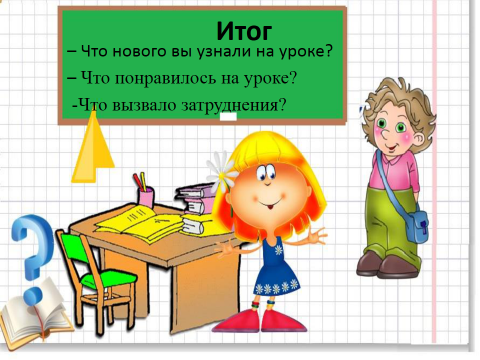 Итог
– Что нового вы узнали на уроке?
– Что понравилось на уроке?
-Что вызвало затруднения?